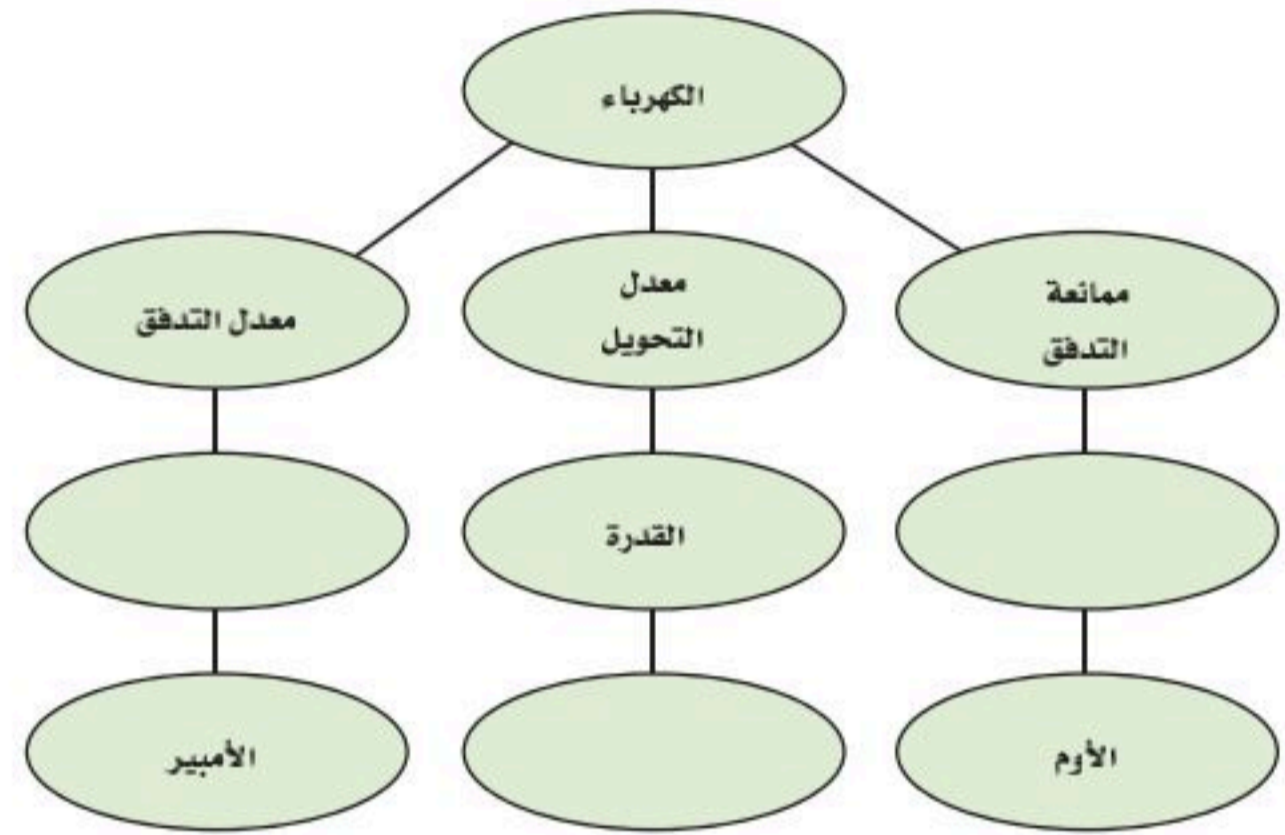 الكهرباء
ممانعة
التدفق
معدل
التحويل
معدل التدفق
القدرة
الأوم
الأمبير